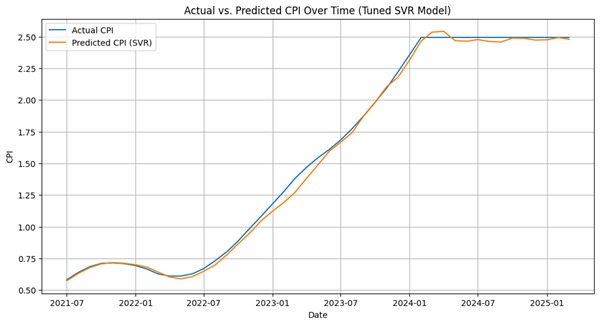 Actual vs. Predicted CPI Over Time (Tuned SVR Model)
Actual CPI
Predicted CPI (SVR)
2.50
2.25
2.00
1.75
1.50
1.25
1.00
0.75
0.50
CPI
2021-07 2022-01 2022-07 2023-01 2023-07 2024-01 2024-07 2025-01
Date